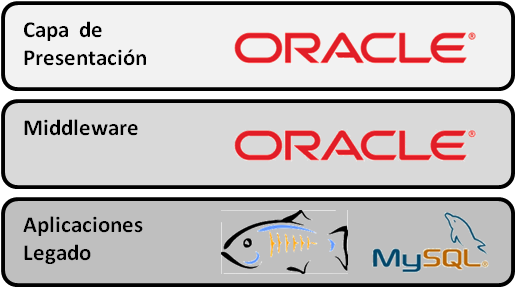 Capa de
Presentación
ORACLE®
Middleware
ORACLE®
Aplicaciones
Legado
MySQL®